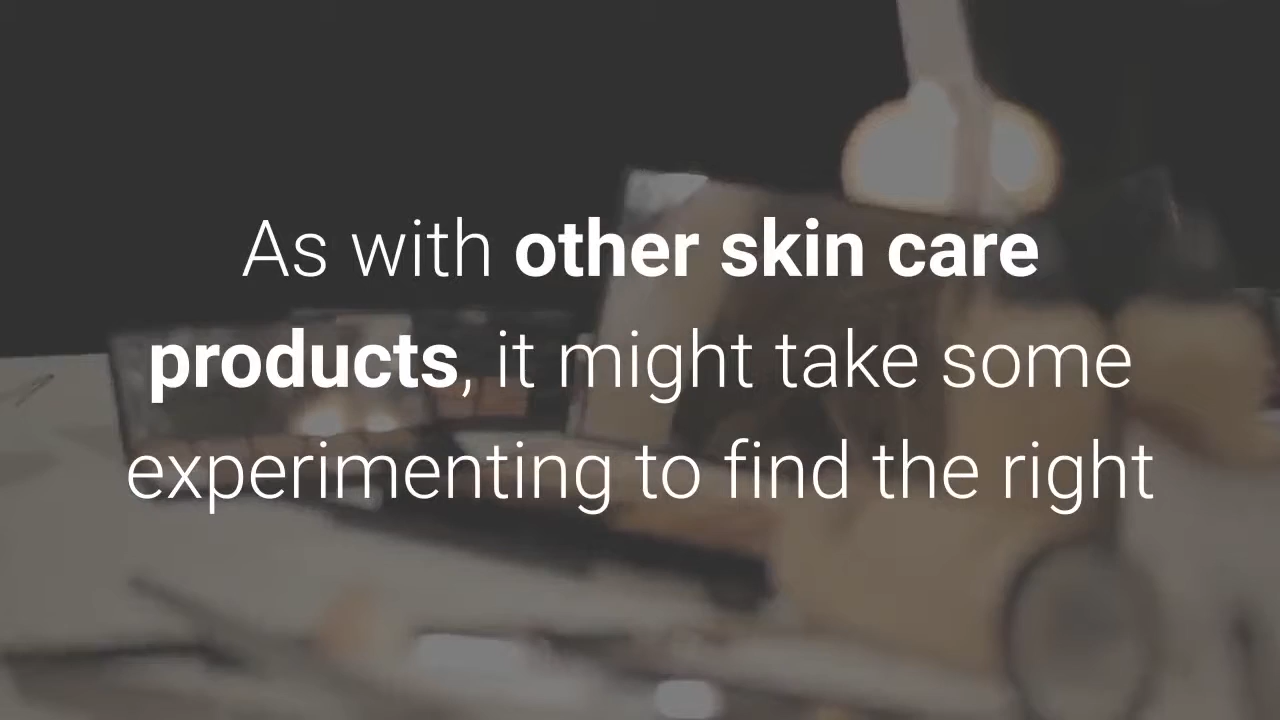 As with other skin care
products, it might take some
experimenting to find the right